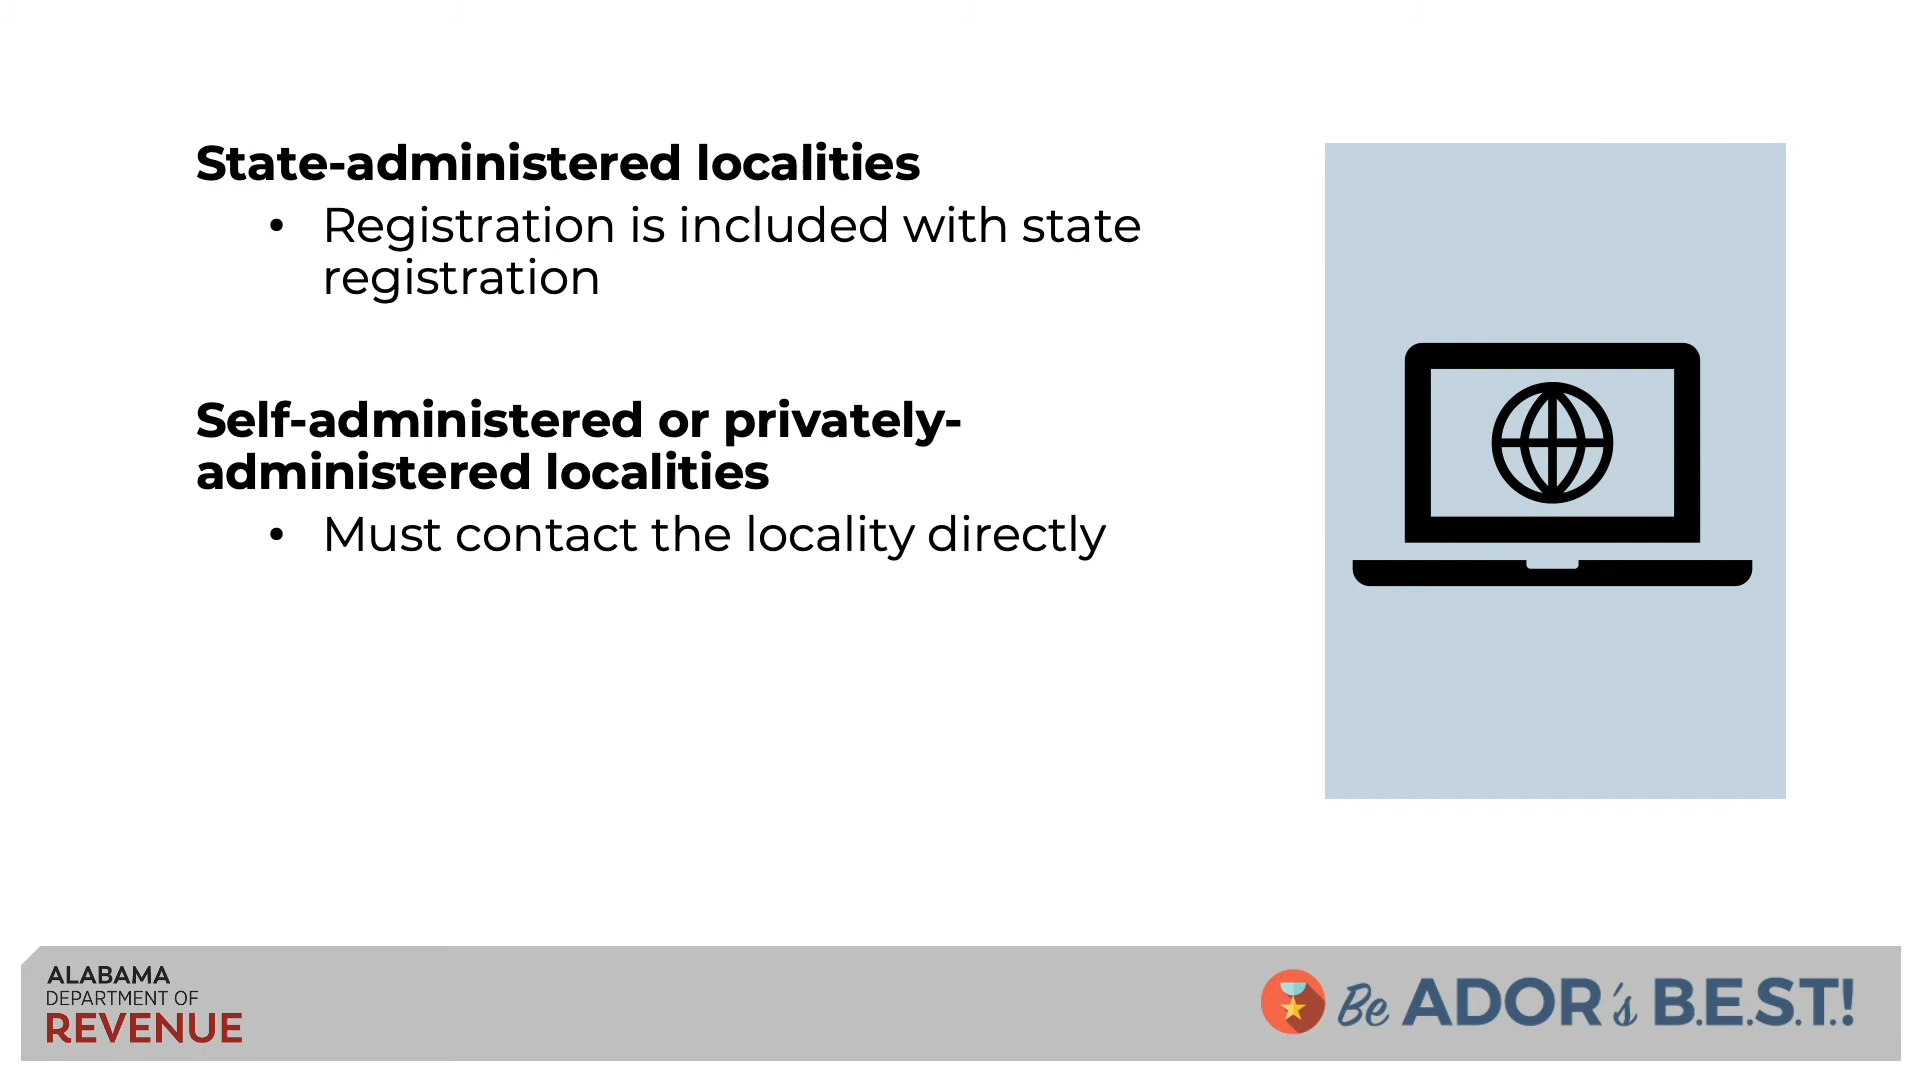 State-administered localities
• Registration is included with state
registration
Self-administered or privately-
administered localities
• Must contact the locality directly
ALABAMA
DEPARTMENT OF
REVENUE
Be ADOR's B.E.S.T.!